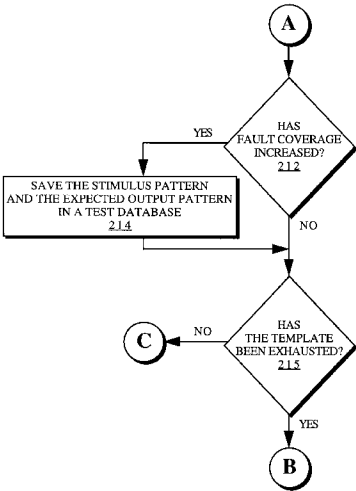 A
HAS
FAULT COVERAGE
INCREASED?
212
YES
SAVE THE STIMULUS PATTERN
AND THE EXPECTED OUTPUT PATTERN
IN A TEST DATABASE
214
NO
HAS
THE TEMPLATE
BEEN EXHAUSTED?
215
NO
C
YES
B